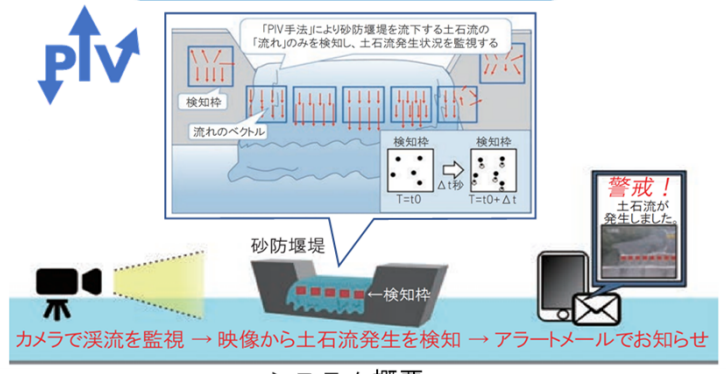 PIV
「PIV手法」により砂防堰堤を流下する土石流の
「流れ」のみを検知し、土石流発生状況を監視する
検知枠
流れのベクトル
検知枠
検知枠
Δt秒
T=t0
T=t0+Δt
警戒！
土石流が
発生しました。
砂防堰堤
←検知枠
カメラで渓流を監視 → 映像から土石流発生を検知 → アラートメールでお知らせ
システム概要